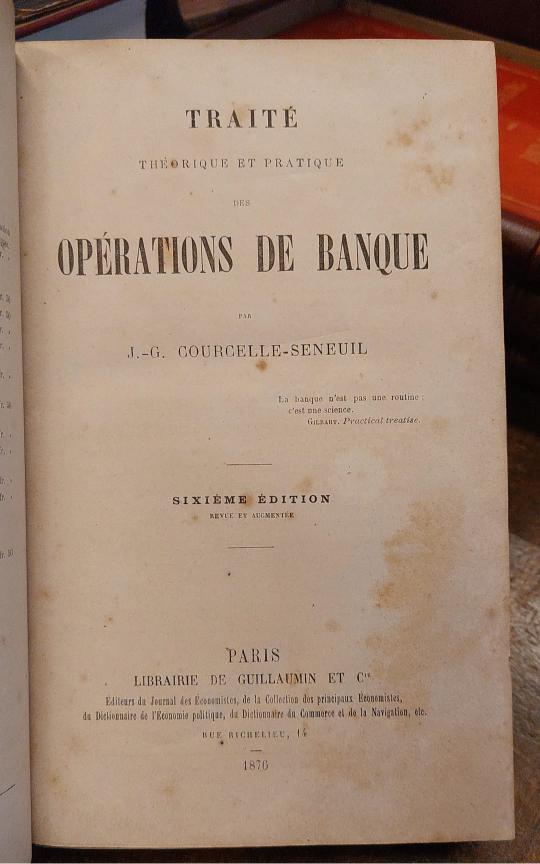 TRAITÉ
THÉORIQUE ET PRATIQUE
DES
OPÉRATIONS DE BANQUE
PAR
J.-G. COURCELLE-SENEUIL
La banque n'est pas une routine ;
c'est une science.
GILBART. Practical treatise.
SIXIÈME ÉDITION
REVUE ET AUGMENTÉE
PARIS
LIBRAIRIE DE GUILLAUMIN ET Cie
Éditeurs du Journal des Économistes, de la Collection des principaux Économistes,
du Dictionnaire de l'Économie politique, du Dictionnaire du Commerce et de la Navigation, etc.
RUE RICHELIEU, 14
1876